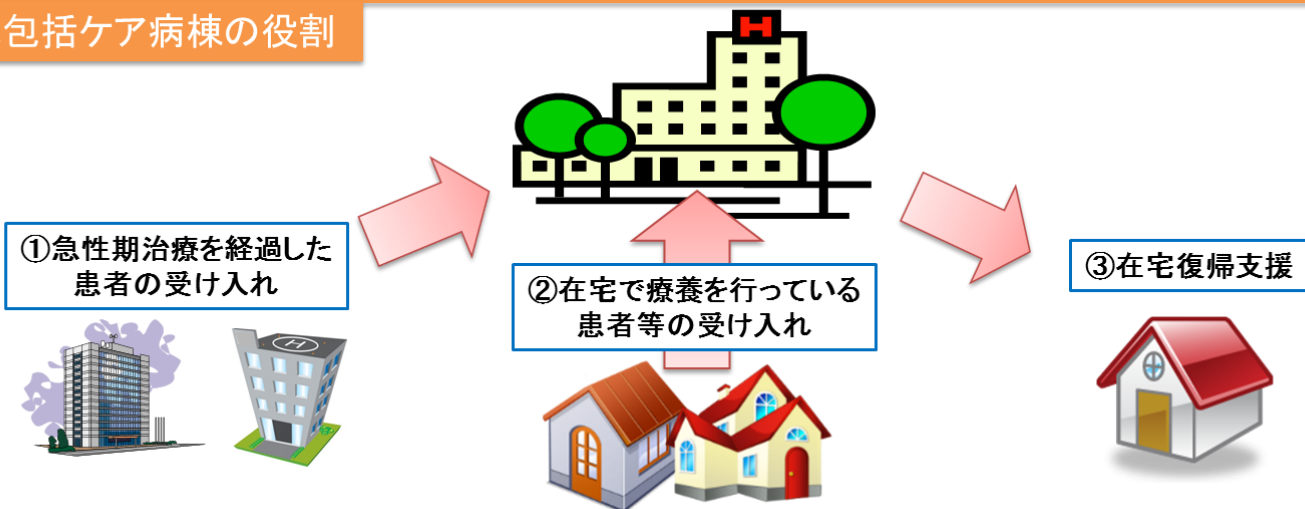 包括ケア病棟の役割
H
①急性期治療を経過した
患者の受け入れ
H
②在宅で療養を行っている
患者等の受け入れ
③在宅復帰支援